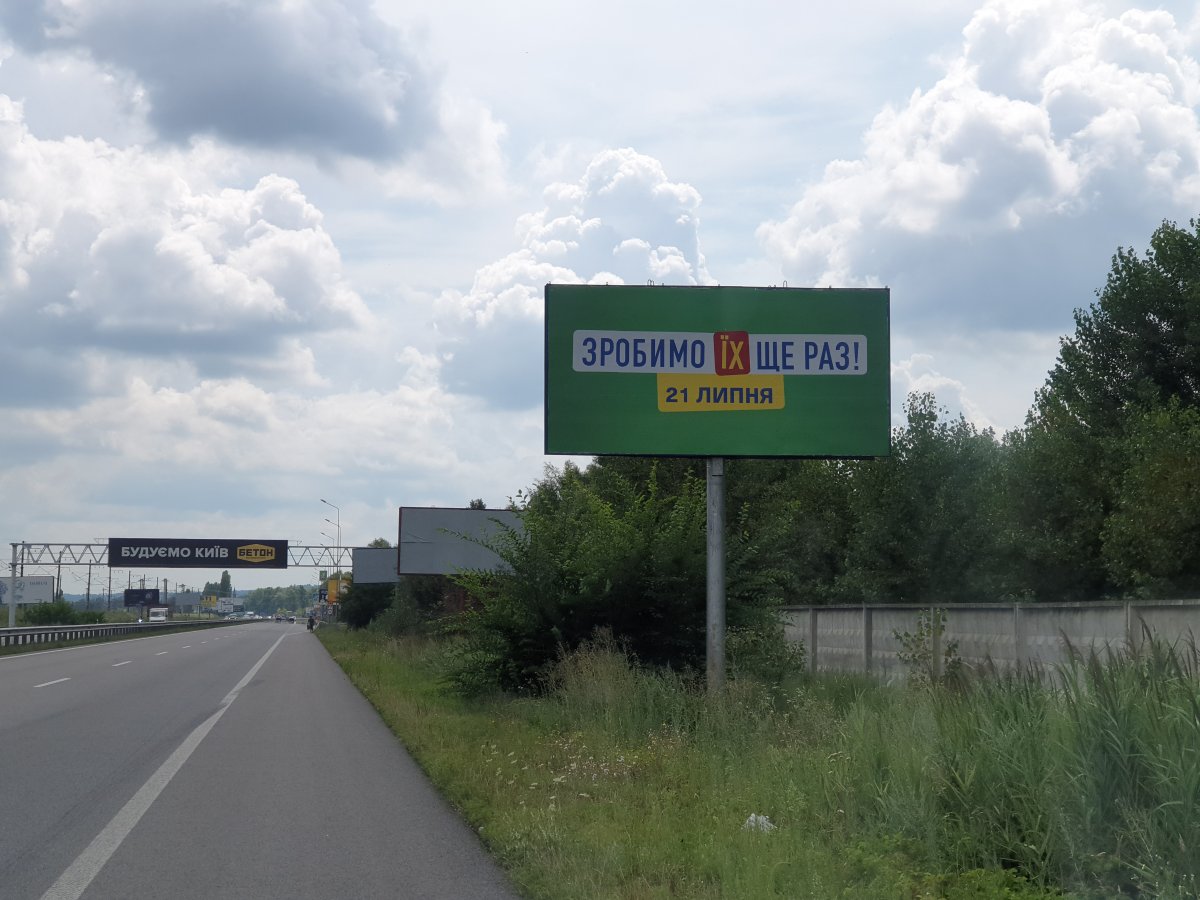 ЗРОБИМО ЇХ ЩЕ РАЗ!
21 ЛИПНЯ
БУДУЄМО КИЇВ БЕТОН